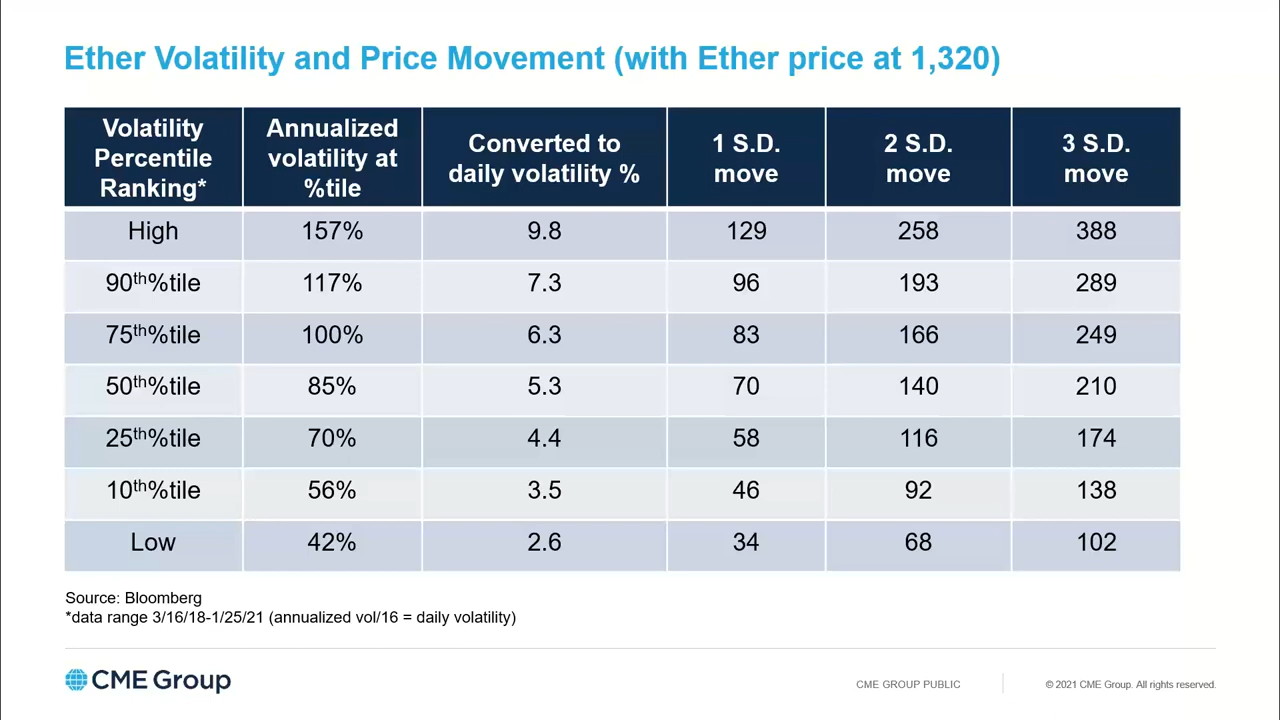 Ether Volatility and Price Movement (with Ether price at 1,320)
Volatility Percentile Ranking* Annualized volatility at %tile Converted to daily volatility % 1 S.D. move 2 S.D. move 3 S.D. move
High 157% 9.8 129 258 388
90th%tile 117% 7.3 96 193 289
75th%tile 100% 6.3 83 166 249
50th%tile 85% 5.3 70 140 210
25th%tile 70% 4.4 58 116 174
10th%tile 56% 3.5 46 92 138
Low 42% 2.6 34 68 102
Source: Bloomberg
*data range 3/16/18-1/25/21 (annualized vol/16 = daily volatility)
CME Group
CME GROUP PUBLIC
© 2021 CME Group. All rights reserved.